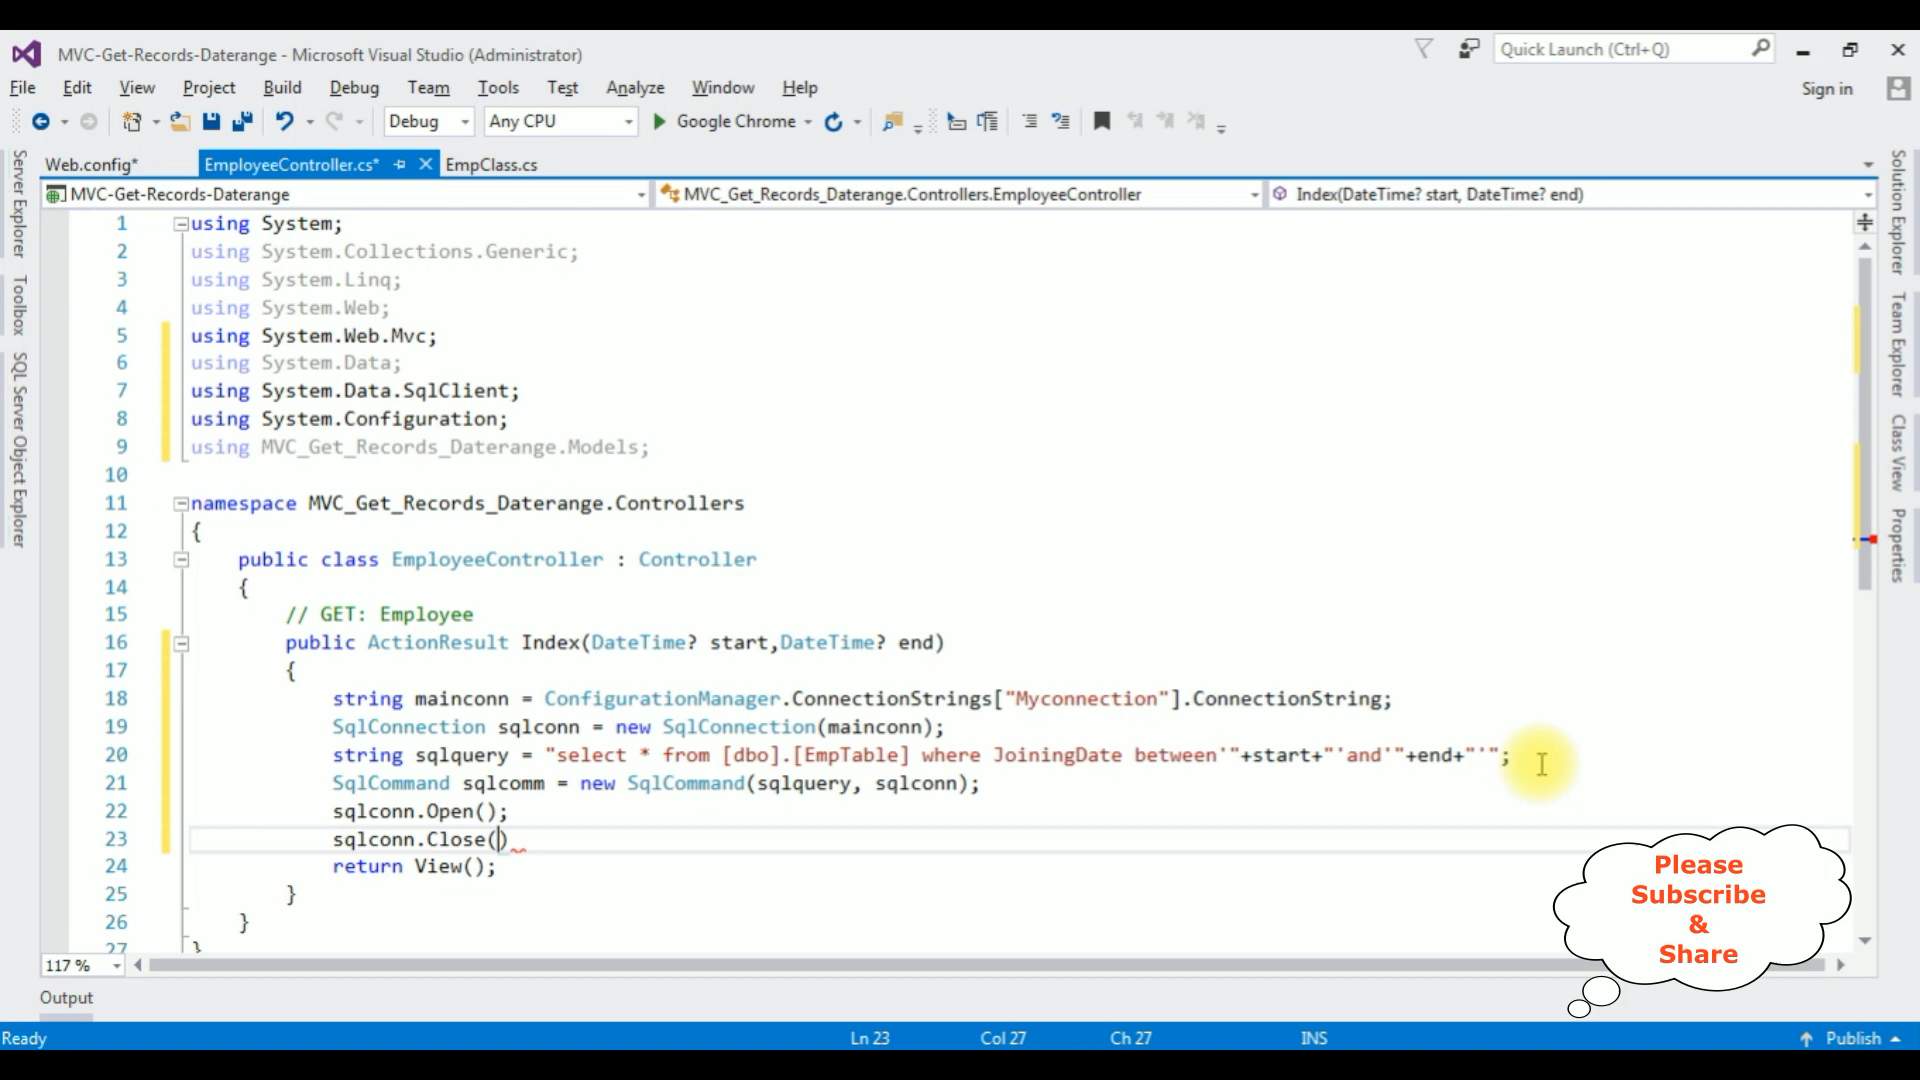 MVC-Get-Records-Daterange - Microsoft Visual Studio (Administrator)
Quick Launch (Ctrl+Q)
File Edit View Project Build Debug Team Tools Test Analyze Window Help
Sign in
Debug Any CPU Google Chrome
Web.config* EmployeeController.cs* EmpClass.cs
MVC-Get-Records-Daterange MVC_Get_Records_Daterange.Controllers.EmployeeController Index(DateTime? start, DateTime? end)
Server Explorer
Toolbox
SQL Server Object Explorer
1 using System;
2 using System.Collections.Generic;
3 using System.Linq;
4 using System.Web;
5 using System.Web.Mvc;
6 using System.Data;
7 using System.Data.SqlClient;
8 using System.Configuration;
9 using MVC_Get_Records_Daterange.Models;
10
11 namespace MVC_Get_Records_Daterange.Controllers
12 {
13 public class EmployeeController : Controller
14 {
15 // GET: Employee
16 public ActionResult Index(DateTime? start,DateTime? end)
17 {
18 string mainconn = ConfigurationManager.ConnectionStrings["Myconnection"].ConnectionString;
19 SqlConnection sqlconn = new SqlConnection(mainconn);
20 string sqlquery = "select * from [dbo].[EmpTable] where JoiningDate between'"+start+"'and'"+end+"'";
21 SqlCommand sqlcomm = new SqlCommand(sqlquery, sqlconn);
22 sqlconn.Open();
23 sqlconn.Close()
24 return View();
25 }
26 }
27 }
Solution Explorer
Team Explorer
Class View
Properties
Please
Subscribe
&
Share
117 %
Output
Ready Ln 23 Col 27 Ch 27 INS Publish